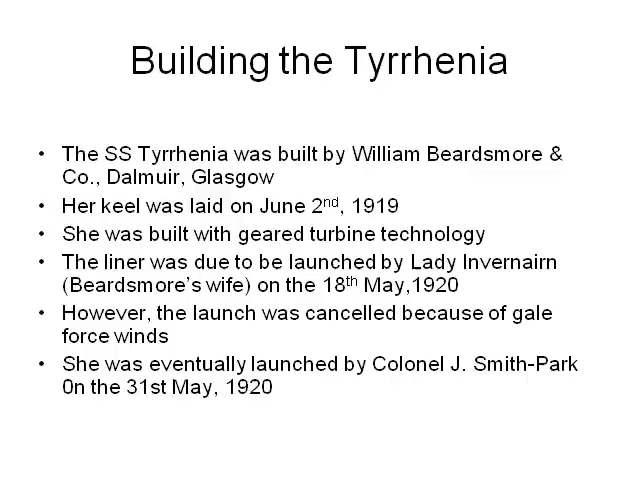 Building the Tyrrhenia
• The SS Tyrrhenia was built by William Beardsmore &
Co., Dalmuir, Glasgow
• Her keel was laid on June 2nd, 1919
• She was built with geared turbine technology
• The liner was due to be launched by Lady Invernairn
(Beardsmore's wife) on the 18th May,1920
• However, the launch was cancelled because of gale
force winds
• She was eventually launched by Colonel J. Smith-Park
0n the 31st May, 1920